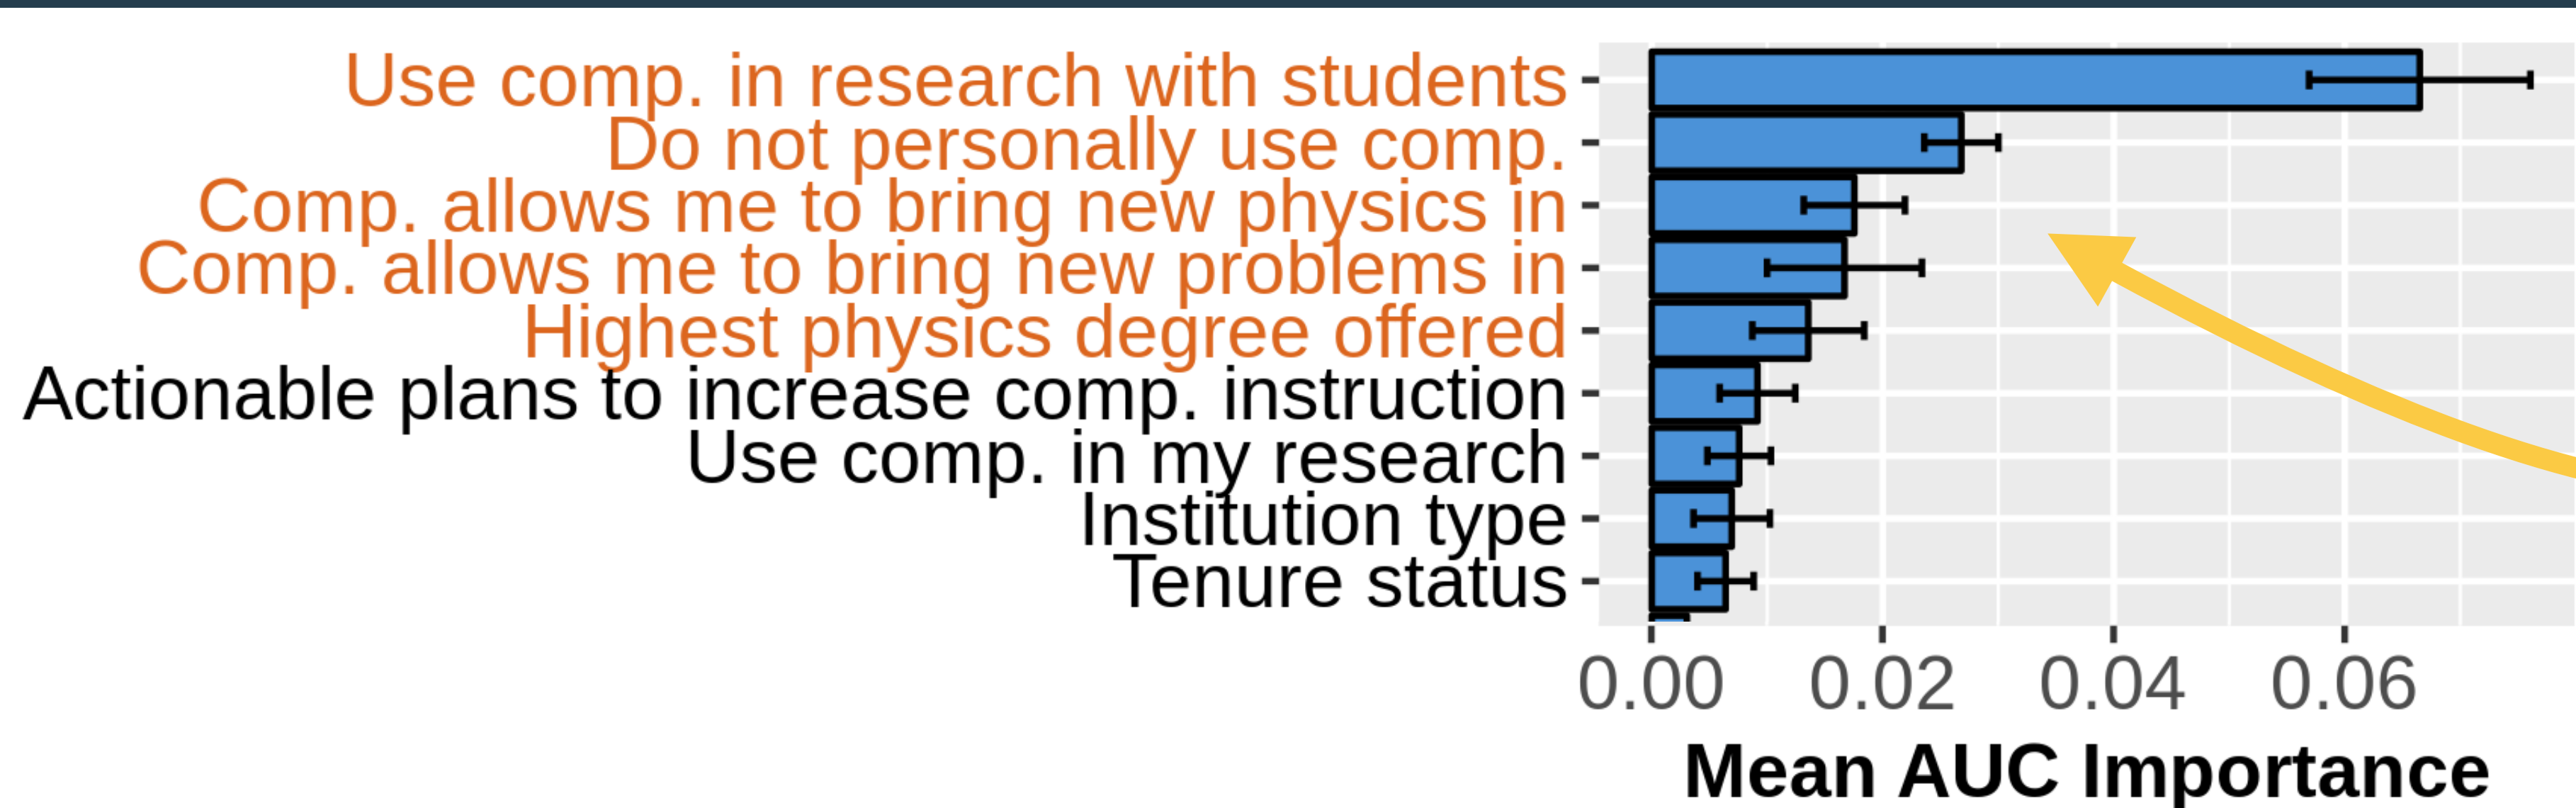 Use comp. in research with students
Do not personally use comp.
Comp. allows me to bring new physics in
Comp. allows me to bring new problems in
Highest physics degree offered
Actionable plans to increase comp. instruction
Use comp. in my research
Institution type
Tenure status
0.00 0.02 0.04 0.06
Mean AUC Importance